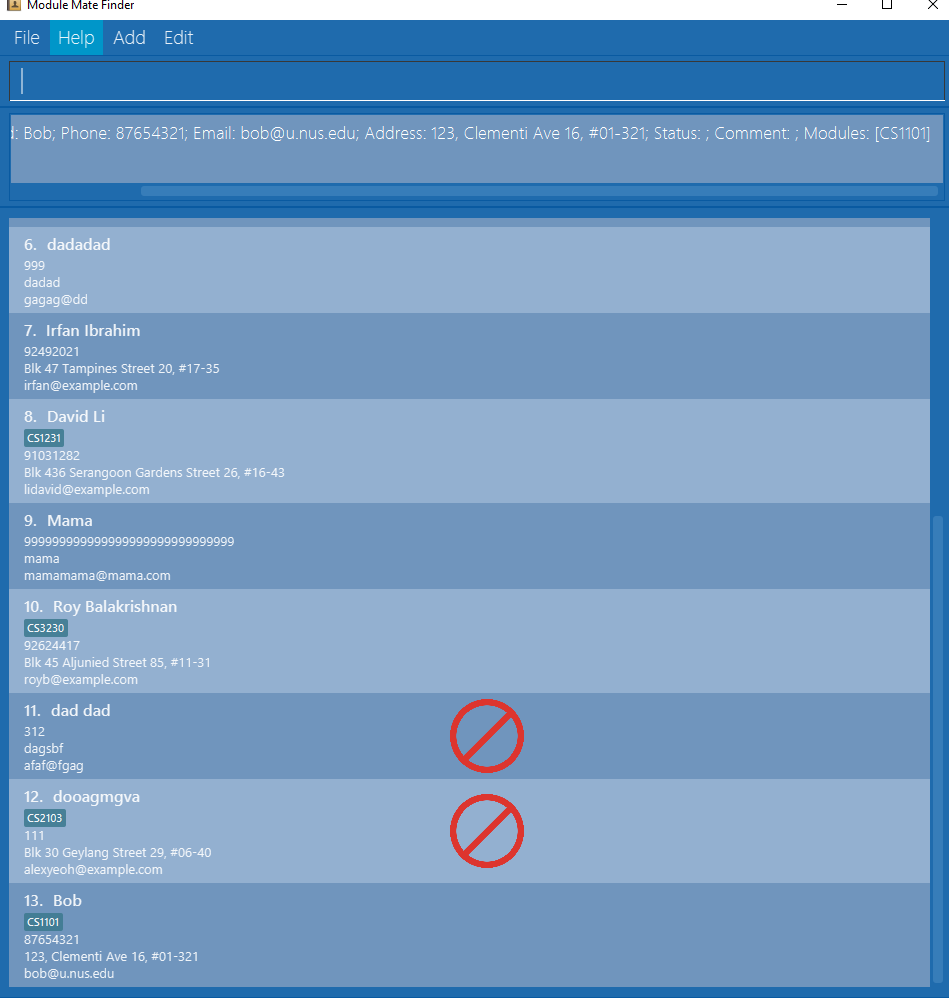 Module Mate Finder
File Help Add Edit
: Bob; Phone: 87654321; Email: bob@u.nus.edu; Address: 123, Clementi Ave 16, #01-321; Status: ; Comment: ; Modules: [CS1101]
6. dadadad
999
dadad
gagag@dd
7. Irfan Ibrahim
92492021
Blk 47 Tampines Street 20, #17-35
irfan@example.com
8. David Li
CS1231
91031282
Blk 436 Serangoon Gardens Street 26, #16-43
lidavid@example.com
9. Mama
mama
mamamama@mama.com
10. Roy Balakrishnan
CS3230
92624417
Blk 45 Aljunied Street 85, #11-31
royb@example.com
11. dad dad
312
dagsbf
afaf@fgag
12. dooagmgva
CS2103
111
Blk 30 Geylang Street 29, #06-40
alexyeoh@example.com
13. Bob
CS1101
87654321
123, Clementi Ave 16, #01-321
bob@u.nus.edu